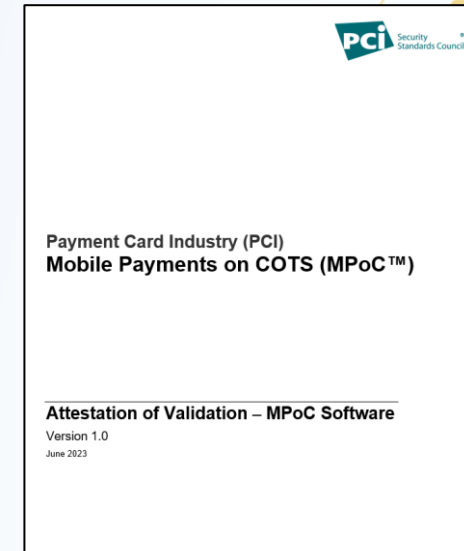 PCi Security ®
Standards Council
Payment Card Industry (PCI)
Mobile Payments on COTS (MPoC™)
Attestation of Validation – MPoC Software
Version 1.0
June 2023